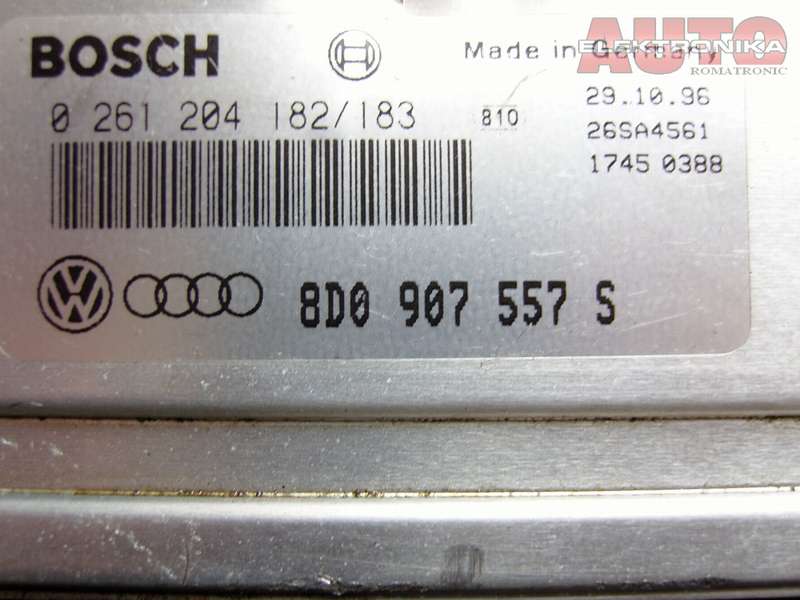 BOSCH
Made in Germany
AUTO
ELEKTRONIKA
ROMATRONIC
0 261 204 182/183
810
29.10.96
26SA4561
1745 0388
8D0 907 557 S